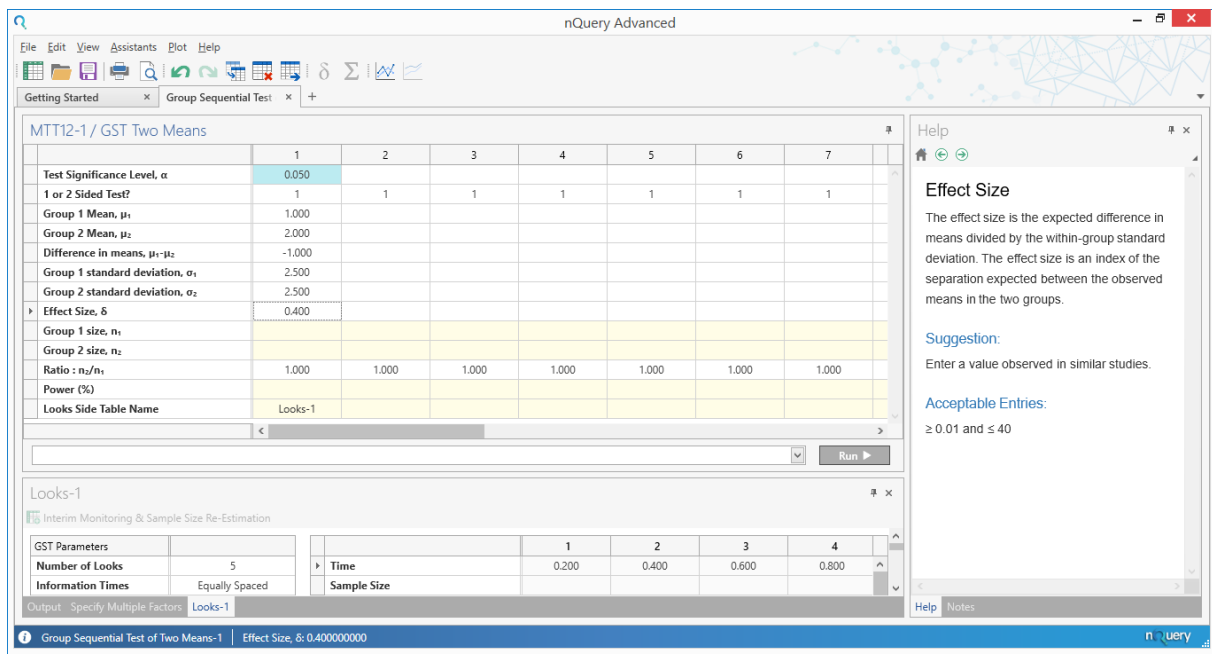 nQuery Advanced
File Edit View Assistants Plot Help
Getting Started × Group Sequential Test × +
MTT12-1 / GST Two Means
1 2 3 4 5 6 7
Test Significance Level, α 0.050
1 or 2 Sided Test? 1 1 1 1 1 1 1
Group 1 Mean, μ₁ 1.000
Group 2 Mean, μ₂ 2.000
Difference in means, μ₁-μ₂ -1.000
Group 1 standard deviation, σ₁ 2.500
Group 2 standard deviation, σ₂ 2.500
Effect Size, δ 0.400
Group 1 size, n₁
Group 2 size, n₂
Ratio : n₂/n₁ 1.000 1.000 1.000 1.000 1.000 1.000 1.000
Power (%)
Looks Side Table Name Looks-1
Run
Looks-1
Interim Monitoring & Sample Size Re-Estimation
GST Parameters
Number of Looks 5
Information Times Equally Spaced
1 2 3 4
Time 0.200 0.400 0.600 0.800
Sample Size
Output Specify Multiple Factors Looks-1
Help
Effect Size
The effect size is the expected difference in
means divided by the within-group standard
deviation. The effect size is an index of the
separation expected between the observed
means in the two groups.
Suggestion:
Enter a value observed in similar studies.
Acceptable Entries:
≥ 0.01 and ≤ 40
Help Notes
Group Sequential Test of Two Means-1 | Effect Size, δ: 0.400000000
nQuery